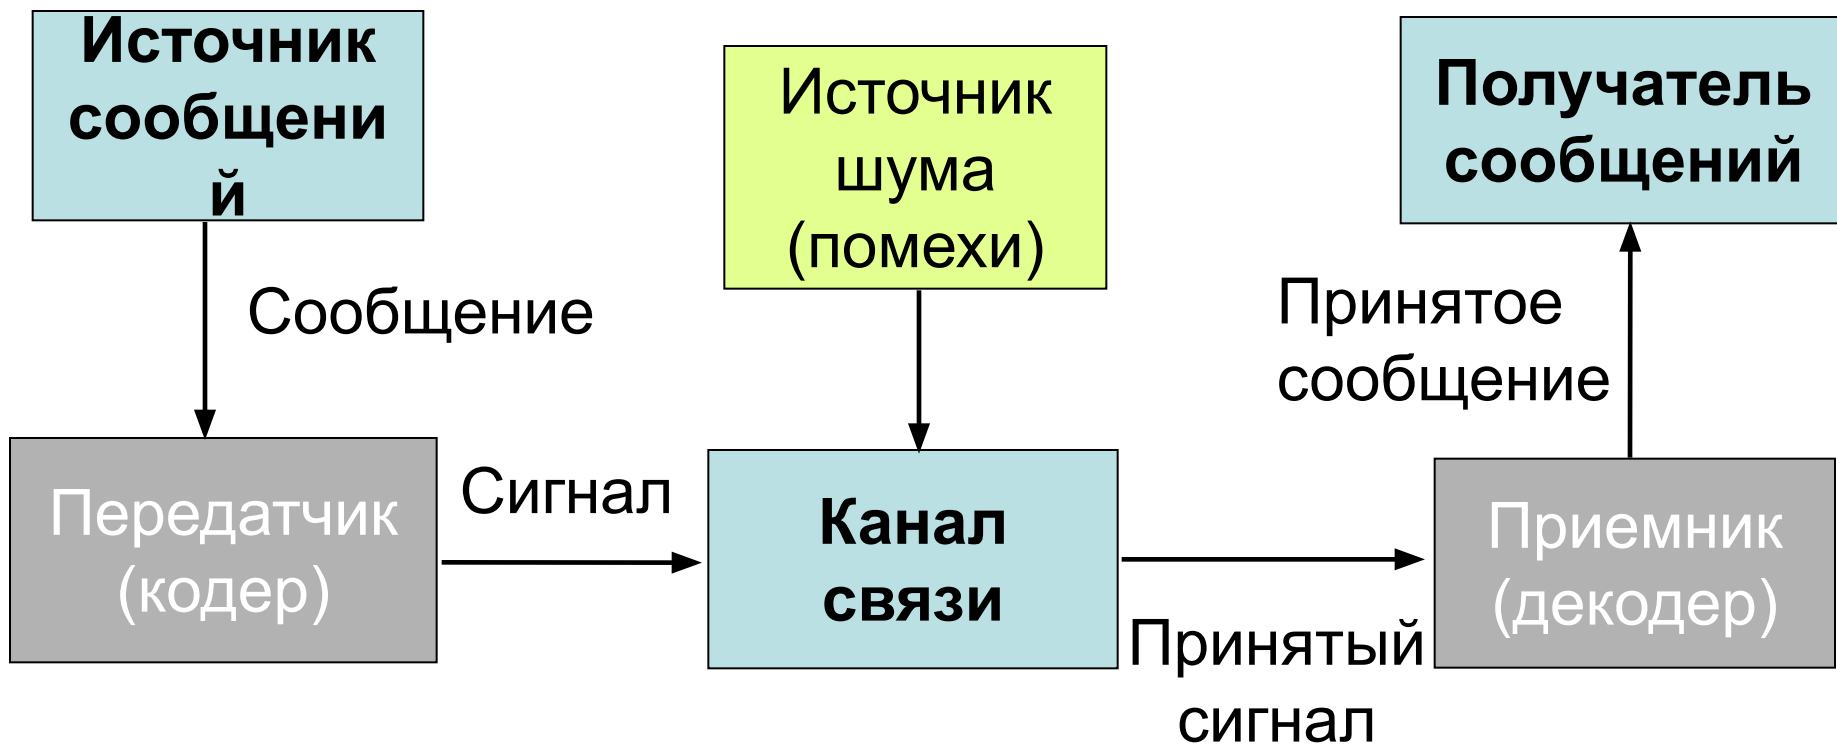 Источник
сообщени
й
Источник
шума
(помехи)
Получатель
сообщений
Сообщение
Принятое
сообщение
Передатчик
(кодер)
Сигнал
Канал
связи
Приемник
(декодер)
Принятый
сигнал